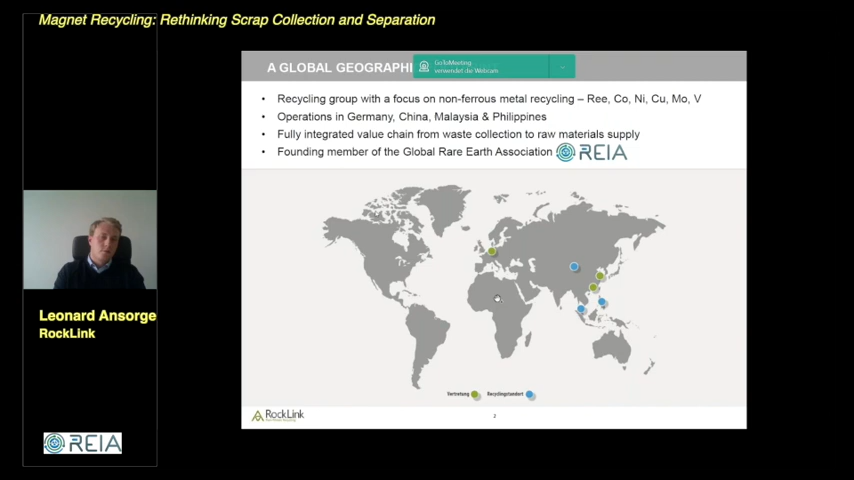 Magnet Recycling: Rethinking Scrap Collection and Separation
A GLOBAL GEOGRAPHI
GoToMeeting
verwendet die Webcam
• Recycling group with a focus on non-ferrous metal recycling – Ree, Co, Ni, Cu, Mo, V
• Operations in Germany, China, Malaysia & Philippines
• Fully integrated value chain from waste collection to raw materials supply
• Founding member of the Global Rare Earth Association REIA
Leonard Ansorge
RockLink
Vertretung
Recyclingstandort
RockLink
2
REIA